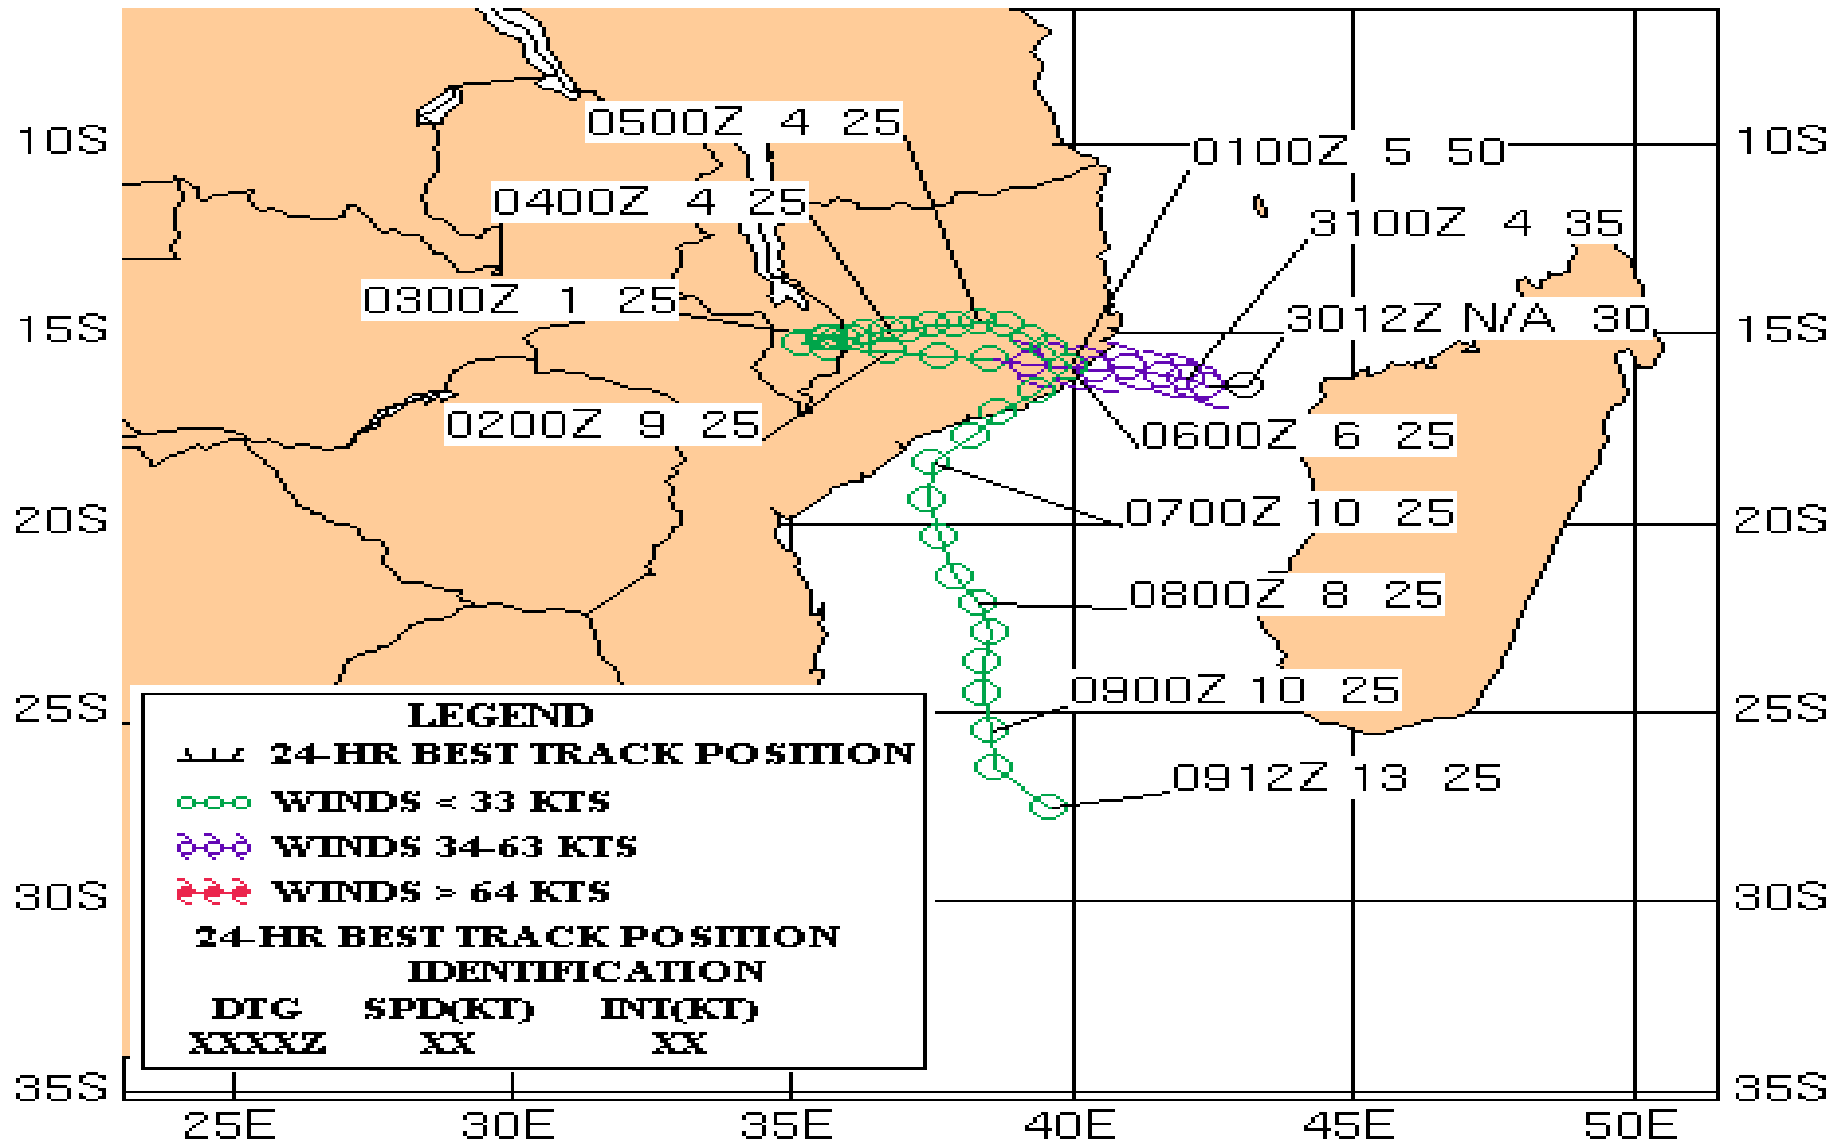 0500Z 4 25
10S
10S
0100Z 5 50
0400Z 4 25
3100Z 4 35
0300Z 1 25
15S
3012Z N/A 30
15S
0200Z 9 25
0600Z 6 25
20S
0700Z 10 25
20S
0800Z 8 25
0900Z 10 25
25S
25S
0912Z 13 25
LEGEND
24-HR BEST TRACK POSITION
WINDS < 33 KTS
WINDS 34-63 KTS
WINDS > 64 KTS
24-HR BEST TRACK POSITION
IDENTIFICATION
DTG SPD(KT) INT(KT)
XXXXZ XX XX
30S
30S
35S
35S
25E 30E 35E 40E 45E 50E